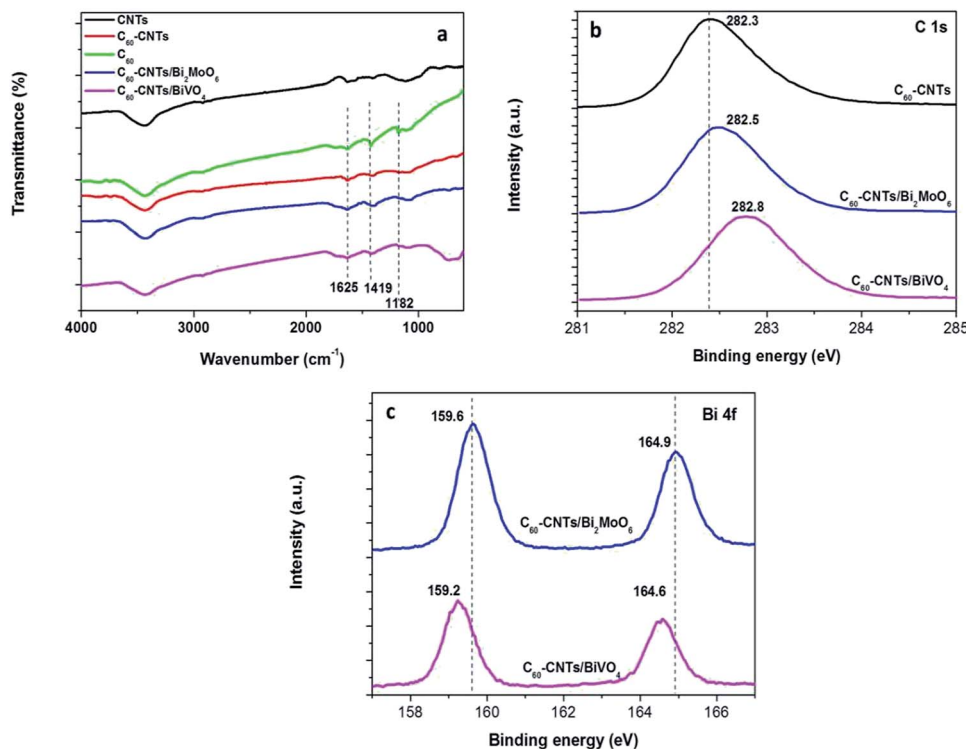 a
CNTs
C₆₀-CNTs
C₆₀
C₆₀-CNTs/Bi₂MoO₆
C₆₀-CNTs/BiVO₄
Transmittance (%)
1625
1419
1182
4000 3000 2000 1000
Wavenumber (cm⁻¹)
b
C 1s
282.3
C₆₀-CNTs
282.5
C₆₀-CNTs/Bi₂MoO₆
282.8
C₆₀-CNTs/BiVO₄
Intensity (a.u.)
281 282 283 284 285
Binding energy (eV)
c
Bi 4f
159.6
164.9
C₆₀-CNTs/Bi₂MoO₆
159.2
164.6
C₆₀-CNTs/BiVO₄
Intensity (a.u.)
158 160 162 164 166
Binding energy (eV)